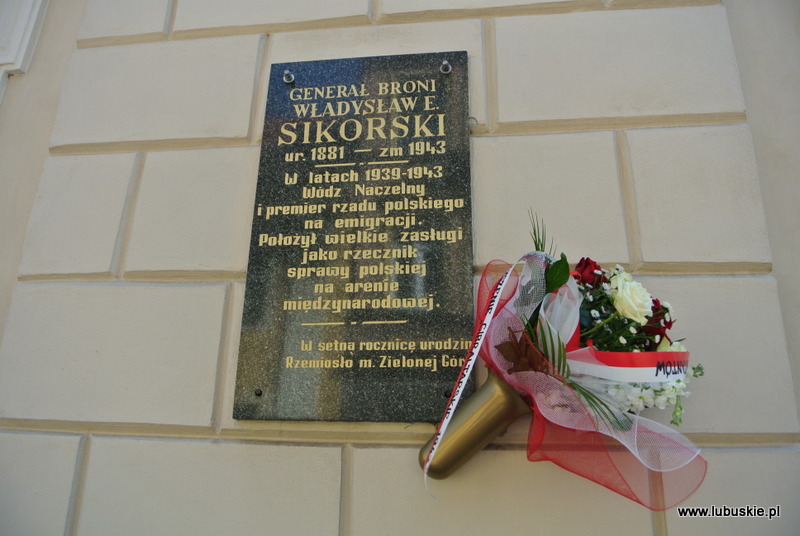 GENERAŁ BRONI
WŁADYSŁAW E.
SIKORSKI
ur. 1881 — zm 1943
W latach 1939-1943
Wódz Naczelny
i premier rzadu polskiego
na emigracji.
Położył wielkie zasługi
jako rzecznik
sprawy polskiej
na arenie
międzynarodowej.
W setną rocznicę urodzin
Rzemiosło m. Zielonej Gór
www.lubuskie.pl